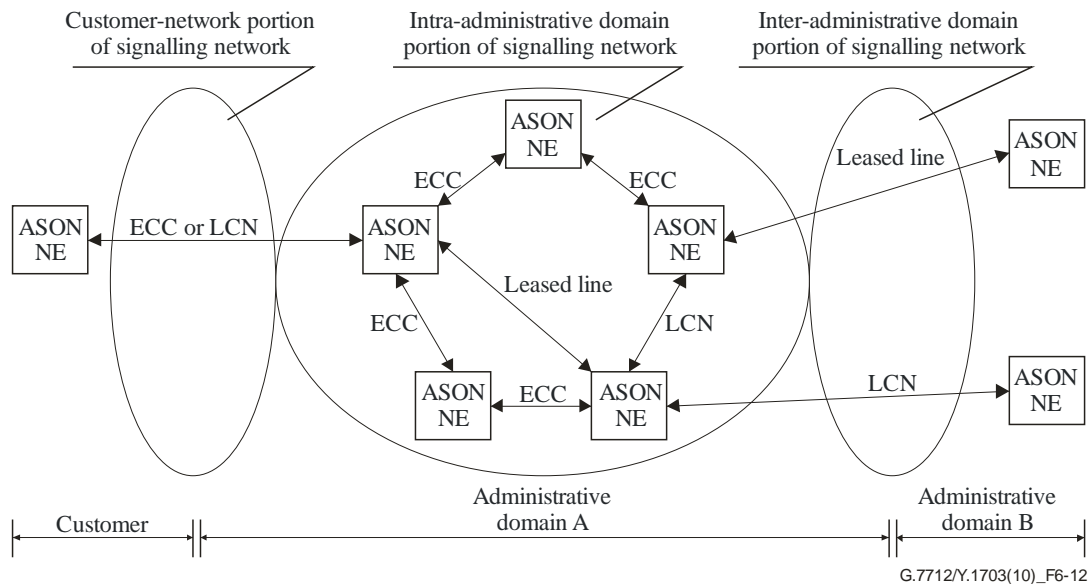 Customer-network portion
of signalling network
Intra-administrative domain
portion of signalling network
Inter-administrative domain
portion of signalling network
ASON
NE
ASON
NE
Leased line
ECC
ECC
ASON
NE
ECC or LCN
ASON
NE
ASON
NE
Leased line
ECC
LCN
ASON
NE
ECC
ASON
NE
LCN
ASON
NE
Customer
Administrative
domain A
Administrative
domain B
G.7712/Y.1703(10)_F6-12